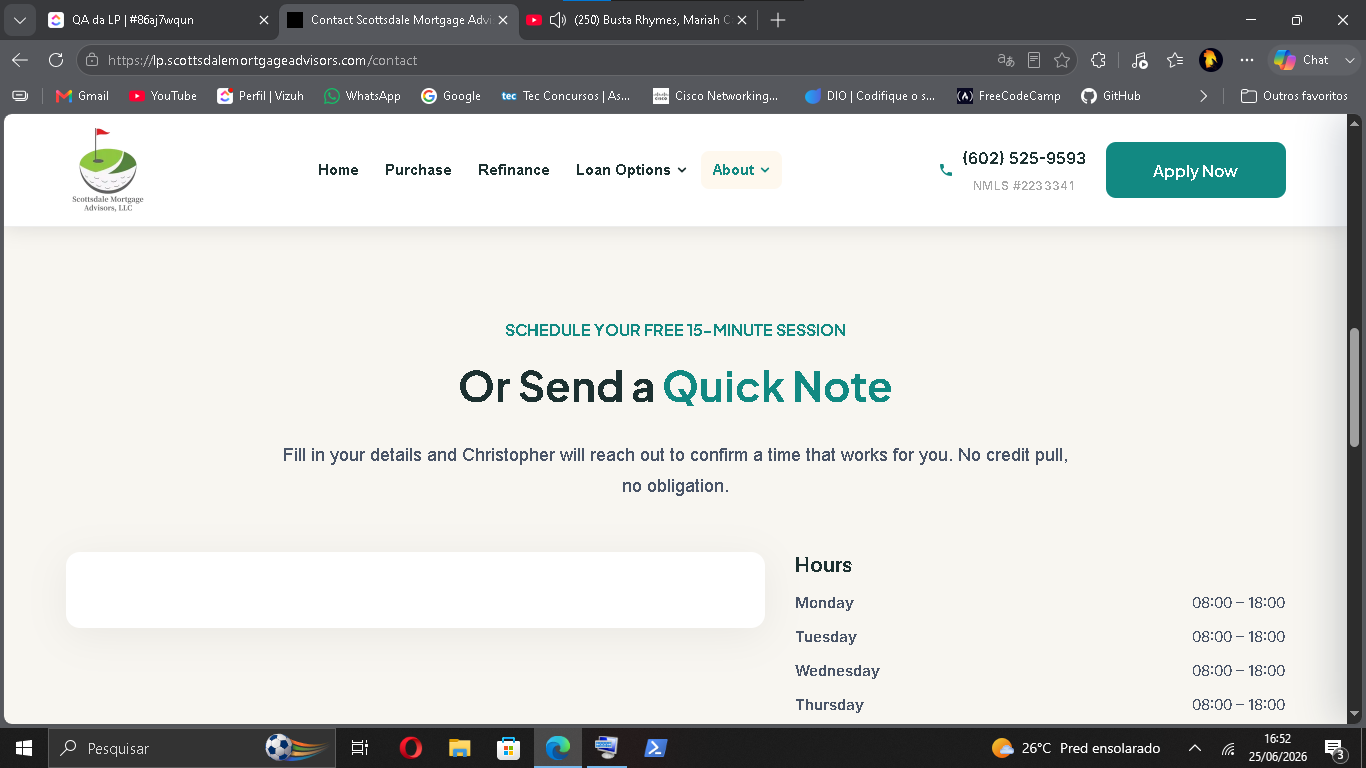 QA da LP | #86aj7wqun
Contact Scottsdale Mortgage Advi
(250) Busta Rhymes, Mariah C
https://lp.scottsdalemortgageadvisors.com/contact
Chat
Gmail
YouTube
Perfil | Vizuh
WhatsApp
Google
tec Tec Concursos | As...
Cisco Networking...
DIO | Codifique o s...
FreeCodeCamp
GitHub
Outros favoritos
Scottsdale Mortgage
Advisors, LLC
Home
Purchase
Refinance
Loan Options
About
(602) 525-9593
NMLS #2233341
Apply Now
SCHEDULE YOUR FREE 15-MINUTE SESSION
Or Send a Quick Note
Fill in your details and Christopher will reach out to confirm a time that works for you. No credit pull,
no obligation.
Hours
Monday 08:00 – 18:00
Tuesday 08:00 – 18:00
Wednesday 08:00 – 18:00
Thursday 08:00 – 18:00
Pesquisar
26°C Pred ensolarado
16:52
25/06/2026
3